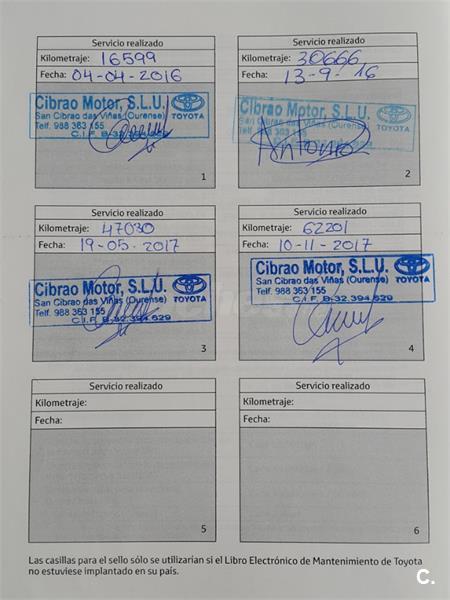 Servicio realizado
Kilometraje: 16599
Fecha: 04-04-2016
Cibrao Motor, S.L.U.
San Cibrao das Viñas (Ourense)
Telf. 988 363 155
C.I.F. B-32.394.629
TOYOTA
1
Servicio realizado
Kilometraje: 30666
Fecha: 13-9-16
Cibrao Motor, S.L.U.
San Cibrao das Viñas (Ourense)
Telf. 988 363 155
TOYOTA
Antonio
2
Servicio realizado
Kilometraje: 47030
Fecha: 19-05-2017
Cibrao Motor, S.L.U.
San Cibrao das Viñas (Ourense)
Telf. 988 363 155
C.I.F. B-32.394.629
TOYOTA
3
Servicio realizado
Kilometraje: 62201
Fecha: 10-11-2017
Cibrao Motor, S.L.U.
San Cibrao das Viñas (Ourense)
Telf. 988 363 155
C.I.F. B-32.394.629
TOYOTA
4
Servicio realizado
Kilometraje:
Fecha:
5
Servicio realizado
Kilometraje:
Fecha:
6
Las casillas para el sello sólo se utilizarían si el Libro Electrónico de Mantenimiento de Toyota
no estuviese implantado en su país.
C.